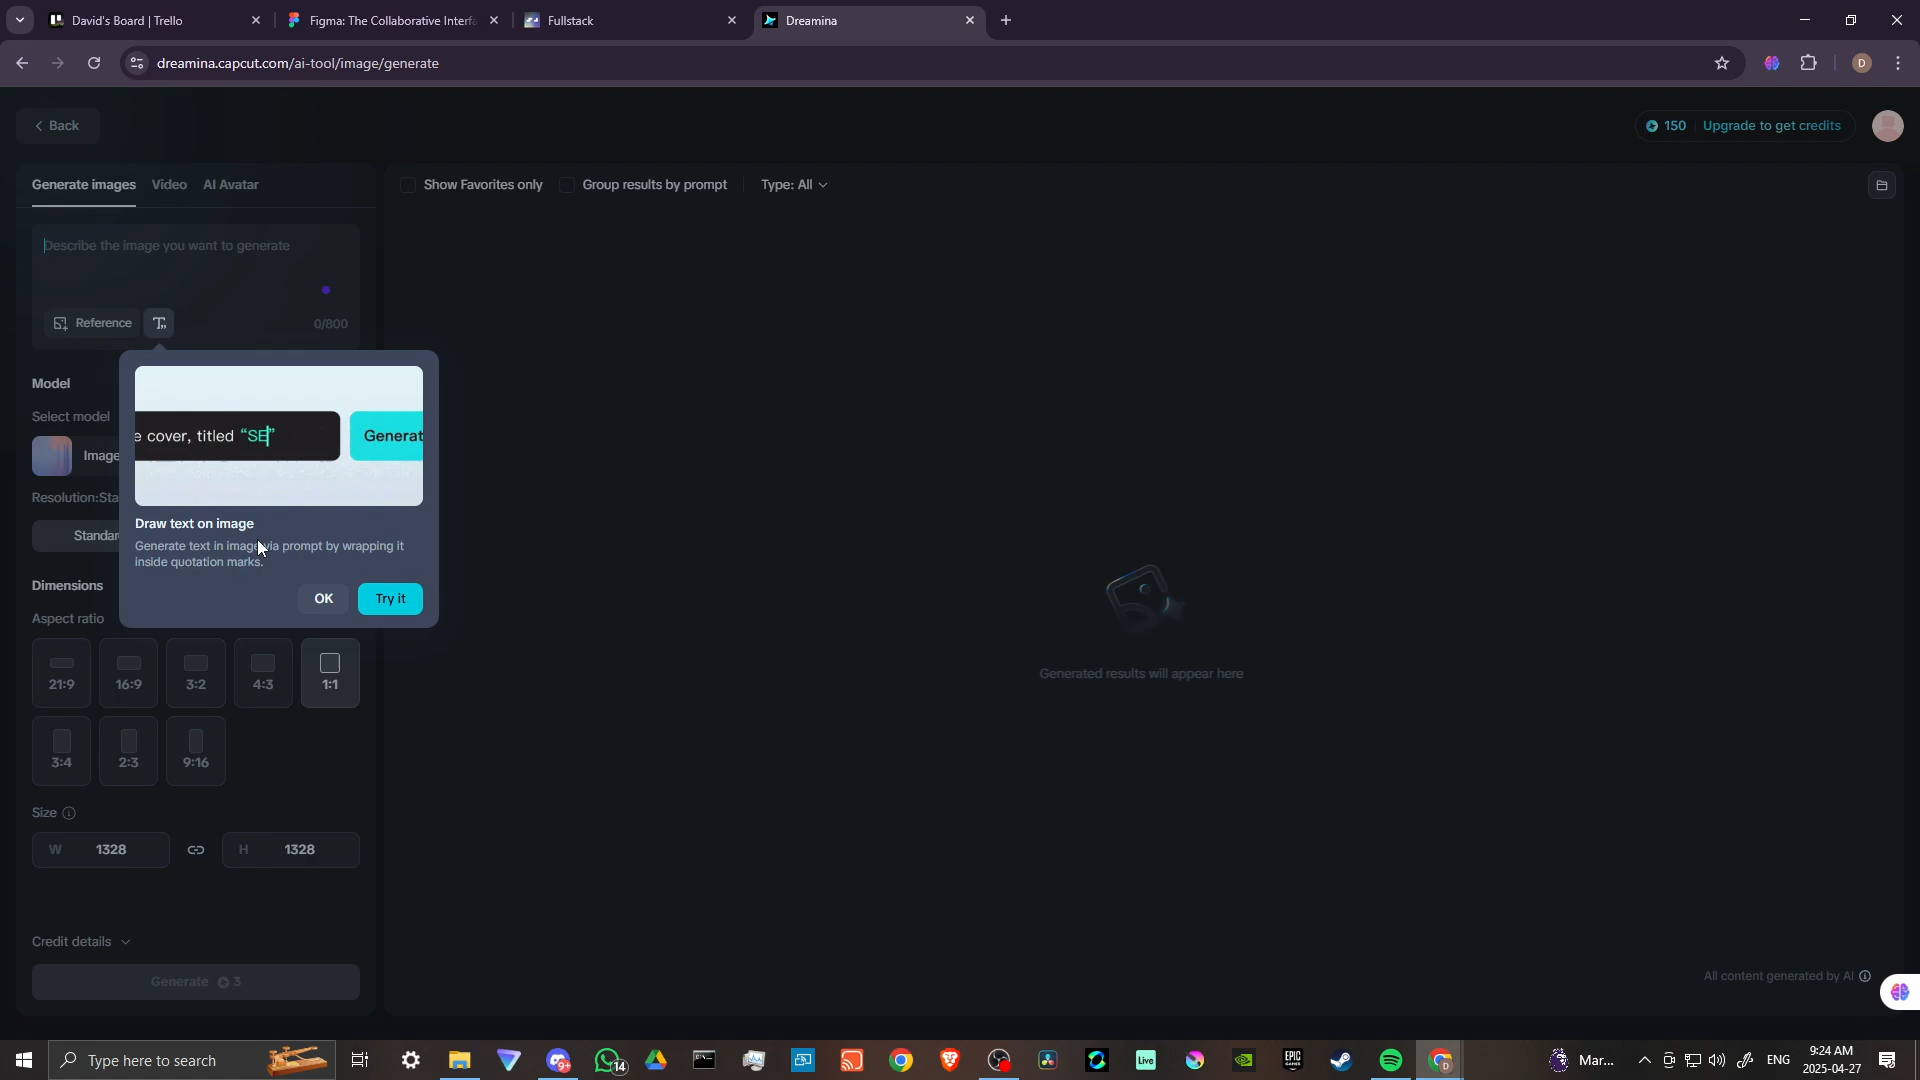 David's Board | Trello
Figma: The Collaborative Interfa
Fullstack
Dreamina
dreamina.capcut.com/ai-tool/image/generate
D
Back
150
Upgrade to get credits
Generate images
Video
AI Avatar
Show Favorites only
Group results by prompt
Type: All
Describe the image you want to generate
Reference
0/800
Model
Select model
Image
Resolution:Sta
Standar
e cover, titled “SE”
Generat
Draw text on image
Generate text in image via prompt by wrapping it
inside quotation marks.
OK
Try it
Dimensions
Aspect ratio
21:9
16:9
3:2
4:3
1:1
3:4
2:3
9:16
Size
W 1328
H 1328
Generated results will appear here
Credit details
Generate 3
All content generated by AI
Type here to search
9+
14
Live
EPIC
GAMES
Mar...
ENG
9:24 AM
2025-04-27